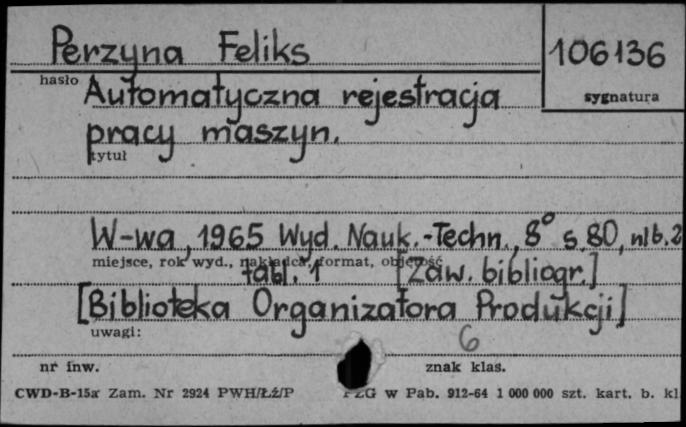 Perzyna Feliks
106136
hasło
sygnatura
Automatyczna rejestracja
pracy maszyn.
tytuł
W-wa, 1965 Wyd. Nauk.-Techn., 8° s. 80, nlb. 2
miejsce, rok wyd., nakładca, format, objętość
tabl. 1 [Zaw. bibliogr.]
[Biblioteka Organizatora Produkcji]
uwagi:
6
nr inw.
znak klas.
CWD-B-15a Zam. Nr 2924 PWH/Łź/P PZG w Pab. 912-64 1 000 000 szt. kart. b. kl